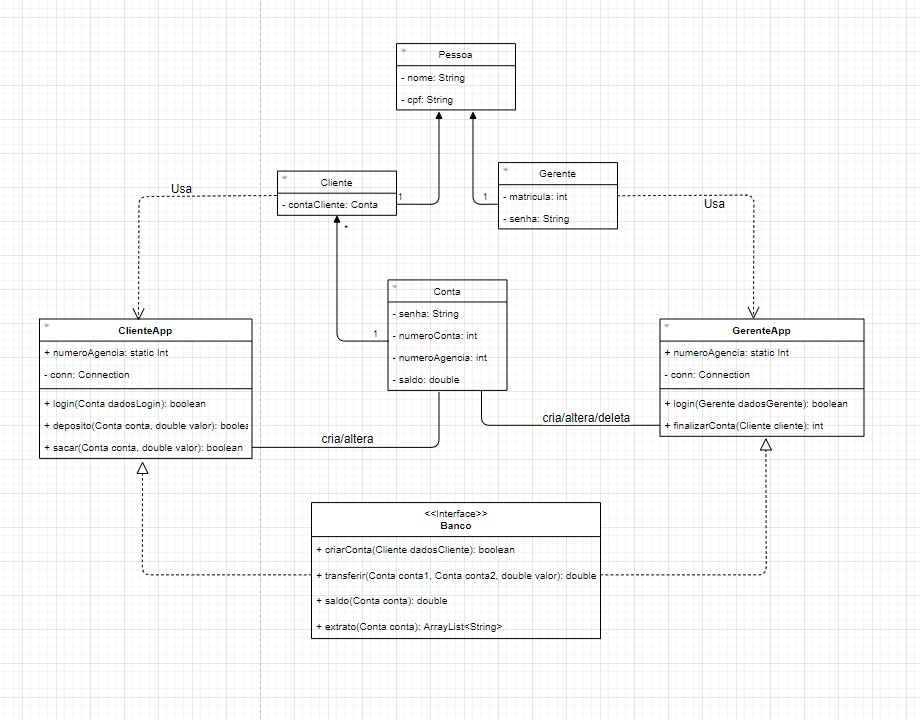 Pessoa
- nome: String
- cpf: String
Cliente
- contaCliente: Conta
1
Gerente
- matricula: int
- senha: String
1
Usa
Usa
*
Conta
- senha: String
- numeroConta: int
- numeroAgencia: int
- saldo: double
1
ClienteApp
+ numeroAgencia: static Int
- conn: Connection
+ login(Conta dadosLogin): boolean
+ deposito(Conta conta, double valor): boolea
+ sacar(Conta conta, double valor): boolean
GerenteApp
+ numeroAgencia: static Int
- conn: Connection
+ login(Gerente dadosGerente): boolean
+ finalizarConta(Cliente cliente): int
cria/altera
cria/altera/deleta
<<Interface>>
Banco
+ criarConta(Cliente dadosCliente): boolean
+ transferir(Conta conta1, Conta conta2, double valor): double
+ saldo(Conta conta): double
+ extrato(Conta conta): ArrayList<String>